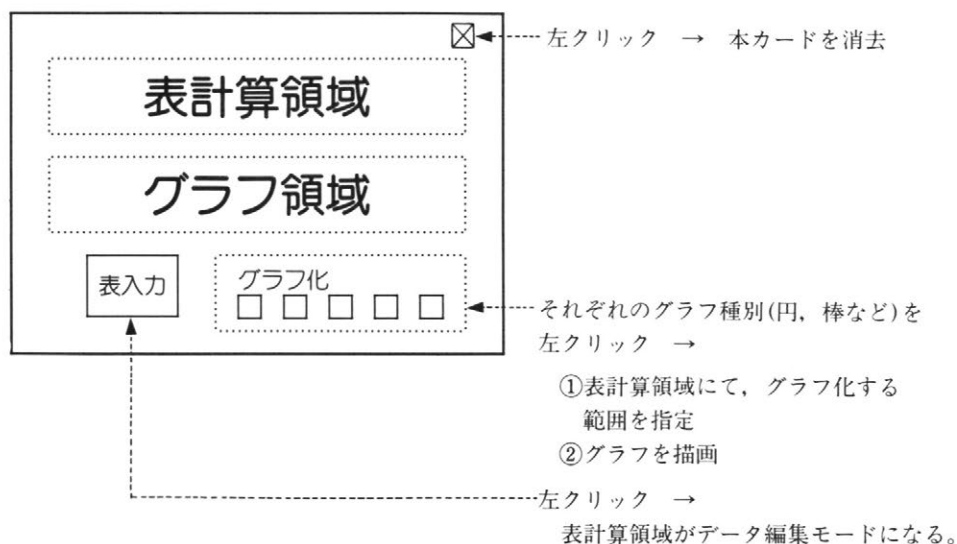 左クリック → 本カードを消去
表計算領域
グラフ領域
表入力
グラフ化
それぞれのグラフ種別(円，棒など)を
左クリック →
①表計算領域にて，グラフ化する
範囲を指定
②グラフを描画
左クリック →
表計算領域がデータ編集モードになる。